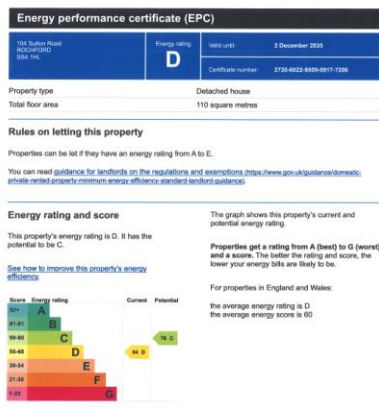 Energy performance certificate (EPC)
104 Sutton Road
ROCHFORD
SS4 1HL
Energy rating
D
Valid until: 2 December 2035
Certificate number: 2735-6022-9509-0917-7296
Property type Detached house
Total floor area 110 square metres
Rules on letting this property
Properties can be let if they have an energy rating from A to E.
You can read guidance for landlords on the regulations and exemptions (https://www.gov.uk/guidance/domestic-
private-rented-property-minimum-energy-efficiency-standard-landlord-guidance).
Energy rating and score
This property's energy rating is D. It has the
potential to be C.
See how to improve this property's energy
efficiency.
The graph shows this property's current and
potential energy rating.
Properties get a rating from A (best) to G (worst)
and a score. The better the rating and score, the
lower your energy bills are likely to be.
For properties in England and Wales:
the average energy rating is D
the average energy score is 60
Score Energy rating Current Potential
92+ A
81-91 B
69-80 C 76 C
55-68 D 64 D
39-54 E
21-38 F
1-20 G